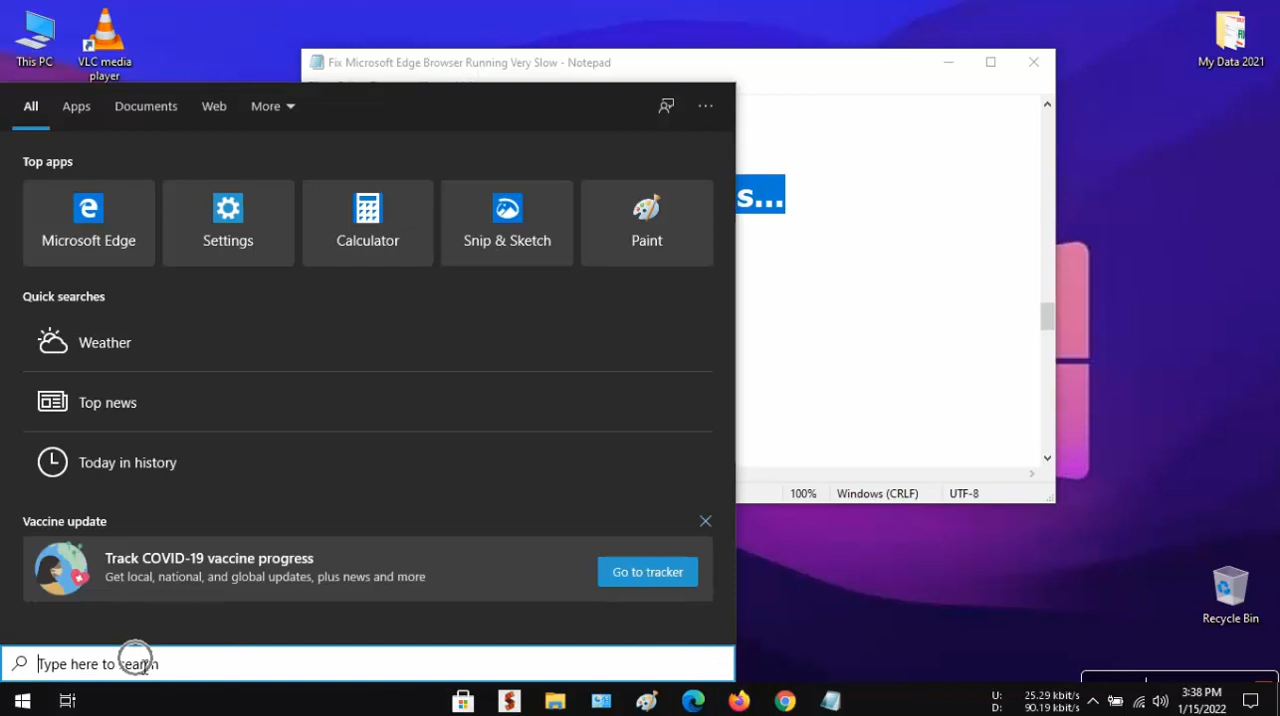 This PC
VLC media
player
Fix Microsoft Edge Browser Running Very Slow - Notepad
My Data 2021
All
Apps
Documents
Web
More
Top apps
s...
Microsoft Edge
Settings
Calculator
Snip & Sketch
Paint
Quick searches
Weather
Top news
Today in history
100%
Windows (CRLF)
UTF-8
Vaccine update
Track COVID-19 vaccine progress
Get local, national, and global updates, plus news and more
Go to tracker
Recycle Bin
Type here to search
U: 25.29 kbit/s
D: 90.19 kbit/s
3:38 PM
1/15/2022